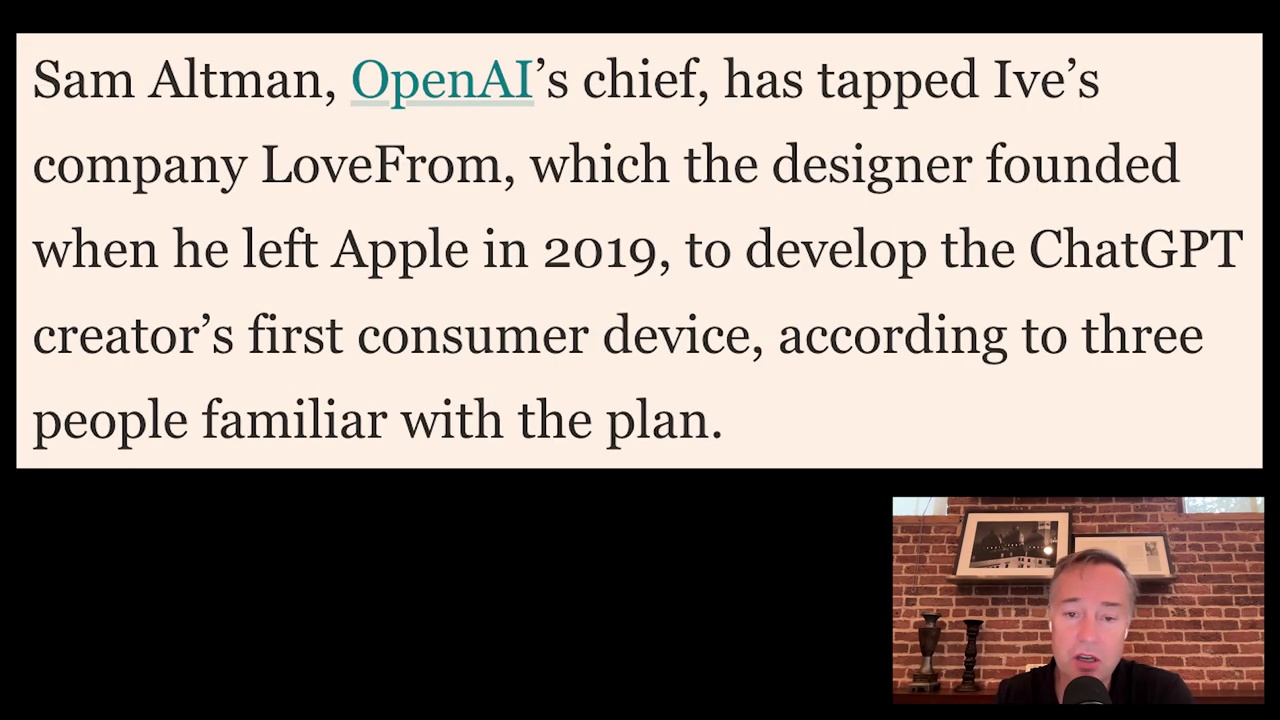 Sam Altman, OpenAI’s chief, has tapped Ive’s
company LoveFrom, which the designer founded
when he left Apple in 2019, to develop the ChatGPT
creator’s first consumer device, according to three
people familiar with the plan.